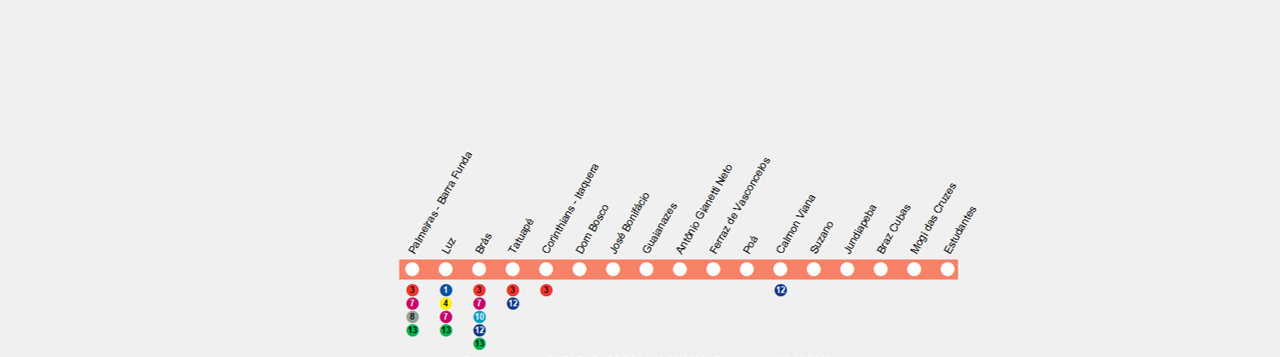 Palmeiras - Barra Funda
Luz
Brás
Tatuapé
Corinthians - Itaquera
Dom Bosco
José Bonifácio
Guaianazes
Antônio Gianetti Neto
Ferraz de Vasconcelos
Poá
Calmon Viana
Suzano
Jundiapeba
Braz Cubas
Mogi das Cruzes
Estudantes
3 1 3 3 3 12
7 4 7 12
8 7 10
13 13 12
13